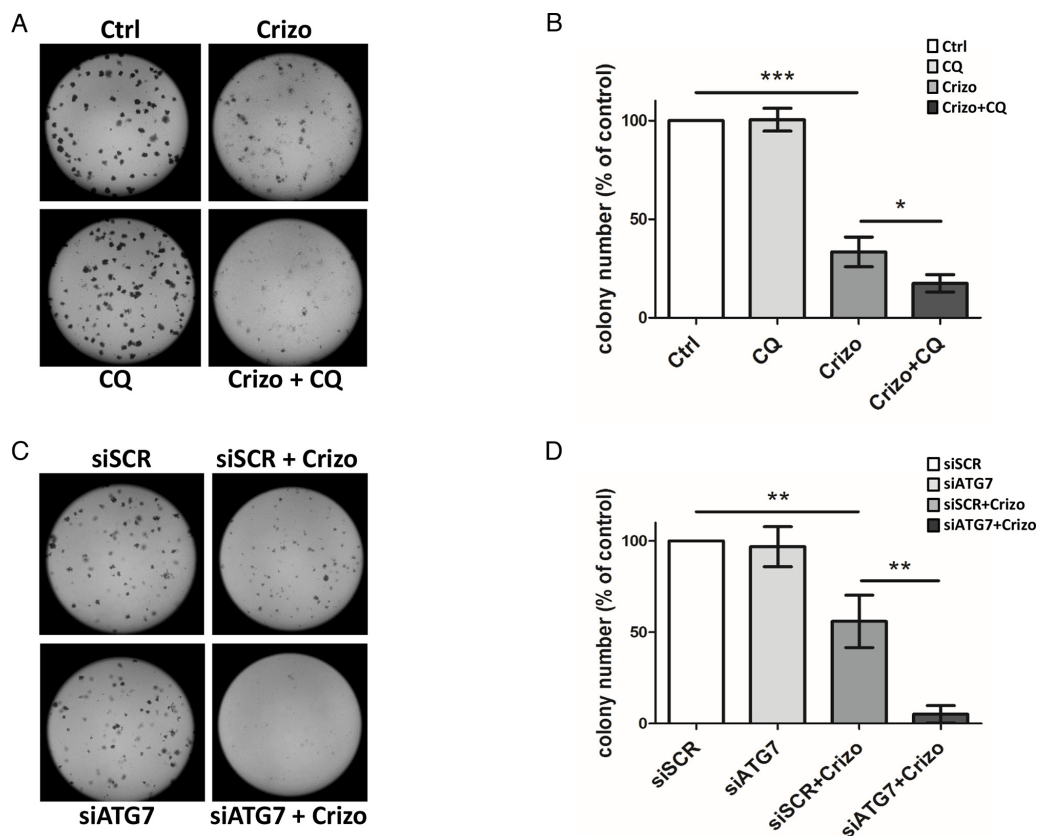 A
Ctrl
Crizo
CQ
Crizo + CQ
B
Ctrl
CQ
Crizo
Crizo+CQ
colony number (% of control)
100
50
0
***
*
Ctrl
CQ
Crizo
Crizo+CQ
C
siSCR
siSCR + Crizo
siATG7
siATG7 + Crizo
D
siSCR
siATG7
siSCR+Crizo
siATG7+Crizo
colony number (% of control)
100
50
0
**
**
siSCR
siATG7
siSCR+Crizo
siATG7+Crizo